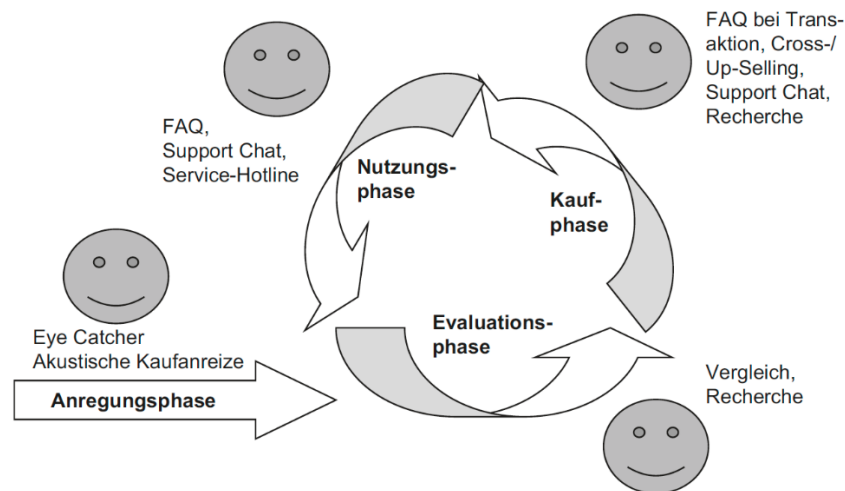 FAQ bei Trans-
aktion, Cross-/
Up-Selling,
Support Chat,
Recherche
FAQ,
Support Chat,
Service-Hotline
Nutzungs-
phase
Kauf-
phase
Evaluations-
phase
Eye Catcher
Akustische Kaufanreize
Anregungsphase
Vergleich,
Recherche